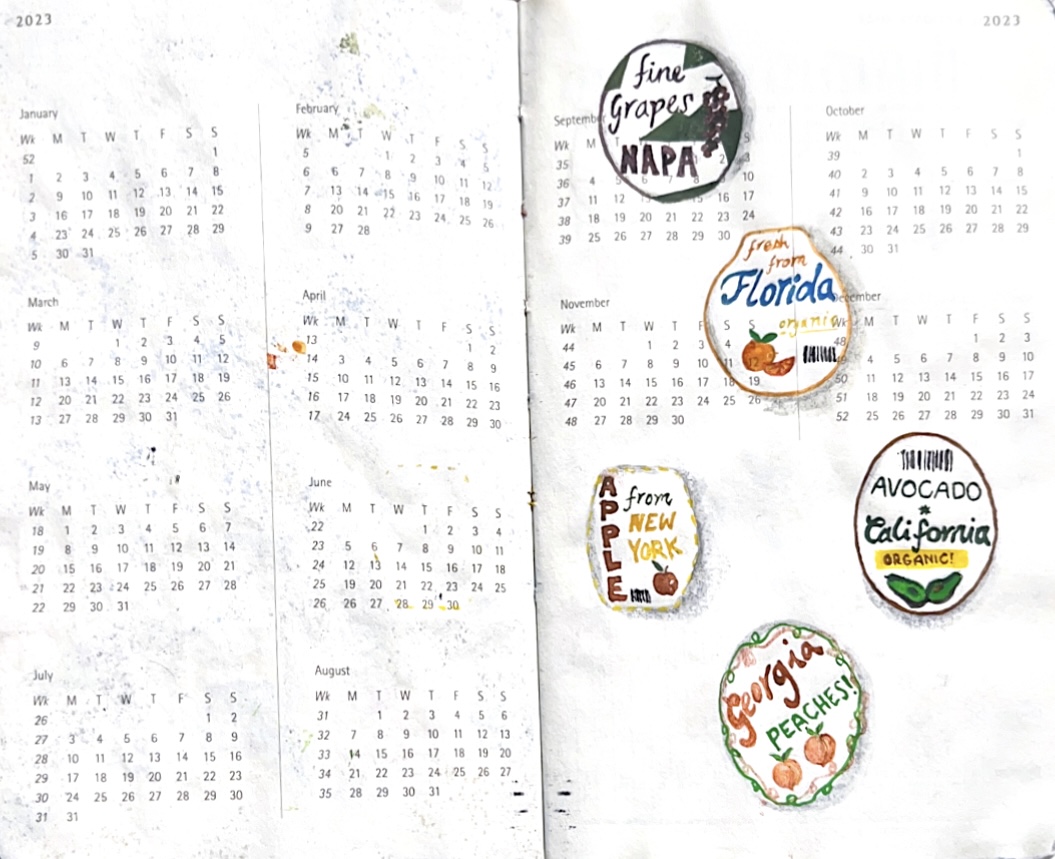 2023
January
Wk M T W T F S S
52 1
1 2 3 4 5 6 7 8
2 9 10 11 12 13 14 15
3 16 17 18 19 20 21 22
4 23 24 25 26 27 28 29
5 30 31
February
Wk M T W T F S S
5 1 2 3 4 5
6 6 7 8 9 10 11 12
7 13 14 15 16 17 18 19
8 20 21 22 23 24 25 26
9 27 28
March
Wk M T W T F S S
9 1 2 3 4 5
10 6 7 8 9 10 11 12
11 13 14 15 16 17 18 19
12 20 21 22 23 24 25 26
13 27 28 29 30 31
April
Wk M T W T F S S
13 1 2
14 3 4 5 6 7 8 9
15 10 11 12 13 14 15 16
16 17 18 19 20 21 22 23
17 24 25 26 27 28 29 30
May
Wk M T W T F S S
18 1 2 3 4 5 6 7
19 8 9 10 11 12 13 14
20 15 16 17 18 19 20 21
21 22 23 24 25 26 27 28
22 29 30 31
June
Wk M T W T F S S
22 1 2 3 4
23 5 6 7 8 9 10 11
24 12 13 14 15 16 17 18
25 19 20 21 22 23 24 25
26 26 27 28 29 30
July
Wk M T W T F S S
26 1 2
27 3 4 5 6 7 8 9
28 10 11 12 13 14 15 16
29 17 18 19 20 21 22 23
30 24 25 26 27 28 29 30
31 31
August
Wk M T W T F S S
31 1 2 3 4 5 6
32 7 8 9 10 11 12 13
33 14 15 16 17 18 19 20
34 21 22 23 24 25 26 27
35 28 29 30 31
2023
fine
grapes
NAPA
September
Wk M
35 1 2 3
36 4 5 6 7 8 10
37 11 12 15 16 17
38 18 19 20 21 22 23 24
39 25 26 27 28 29 30
October
Wk M T W T F S S
39 1
40 2 3 4 5 6 7 8
41 9 10 11 12 13 14 15
42 16 17 18 19 20 21 22
43 23 24 25 26 27 28 29
44 30 31
fresh
from
Florida
organic
November
Wk M T W T F S S
44 1 2 3 4
45 6 7 8 9 10 11
46 13 14 15 16 17 18 19
47 20 21 22 23 24 25 26
48 27 28 29 30
December
Wk M T W T F S S
48 1 2 3
4 5 6 7 8 9 10
50 11 12 13 14 15 16 17
51 18 19 20 21 22 23 24
52 25 26 27 28 29 30 31
APPLE
from
NEW
YORK
AVOCADO
*
California
ORGANIC!
Georgia
PEACHES!